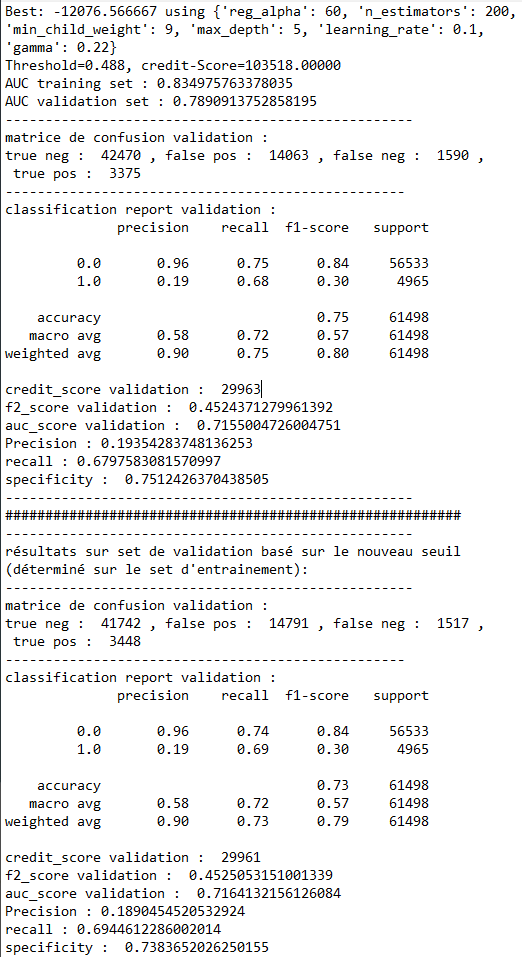 Best: -12076.566667 using {'reg_alpha': 60, 'n_estimators': 200,
'min_child_weight': 9, 'max_depth': 5, 'learning_rate': 0.1,
'gamma': 0.22}
Threshold=0.488, credit-Score=103518.00000
AUC training set : 0.834975763378035
AUC validation set : 0.7890913752858195
---------------------------------------------------
matrice de confusion validation :
true neg :  42470 , false pos :  14063 , false neg :  1590 ,
 true pos :  3375
--------------------------------------------------
classification report validation :
              precision    recall  f1-score   support
         0.0       0.96      0.75      0.84     56533
         1.0       0.19      0.68      0.30      4965
    accuracy                           0.75     61498
   macro avg       0.58      0.72      0.57     61498
weighted avg       0.90      0.75      0.80     61498
credit_score validation :  29963
f2_score validation :  0.4524371279961392
auc_score validation :  0.7155004726004751
Precision : 0.19354283748136253
recall : 0.6797583081570997
specificity :  0.7512426370438505
---------------------------------------------------
#########################################################
---------------------------------------------------
résultats sur set de validation basé sur le nouveau seuil
(déterminé sur le set d'entrainement):
---------------------------------------------------
matrice de confusion validation :
true neg :  41742 , false pos :  14791 , false neg :  1517 ,
 true pos :  3448
--------------------------------------------------
classification report validation :
              precision    recall  f1-score   support
         0.0       0.96      0.74      0.84     56533
         1.0       0.19      0.69      0.30      4965
    accuracy                           0.73     61498
   macro avg       0.58      0.72      0.57     61498
weighted avg       0.90      0.73      0.79     61498
credit_score validation :  29961
f2_score validation :  0.4525053151001339
auc_score validation :  0.7164132156126084
Precision : 0.1890454520532924
recall : 0.6944612286002014
specificity :  0.7383652026250155